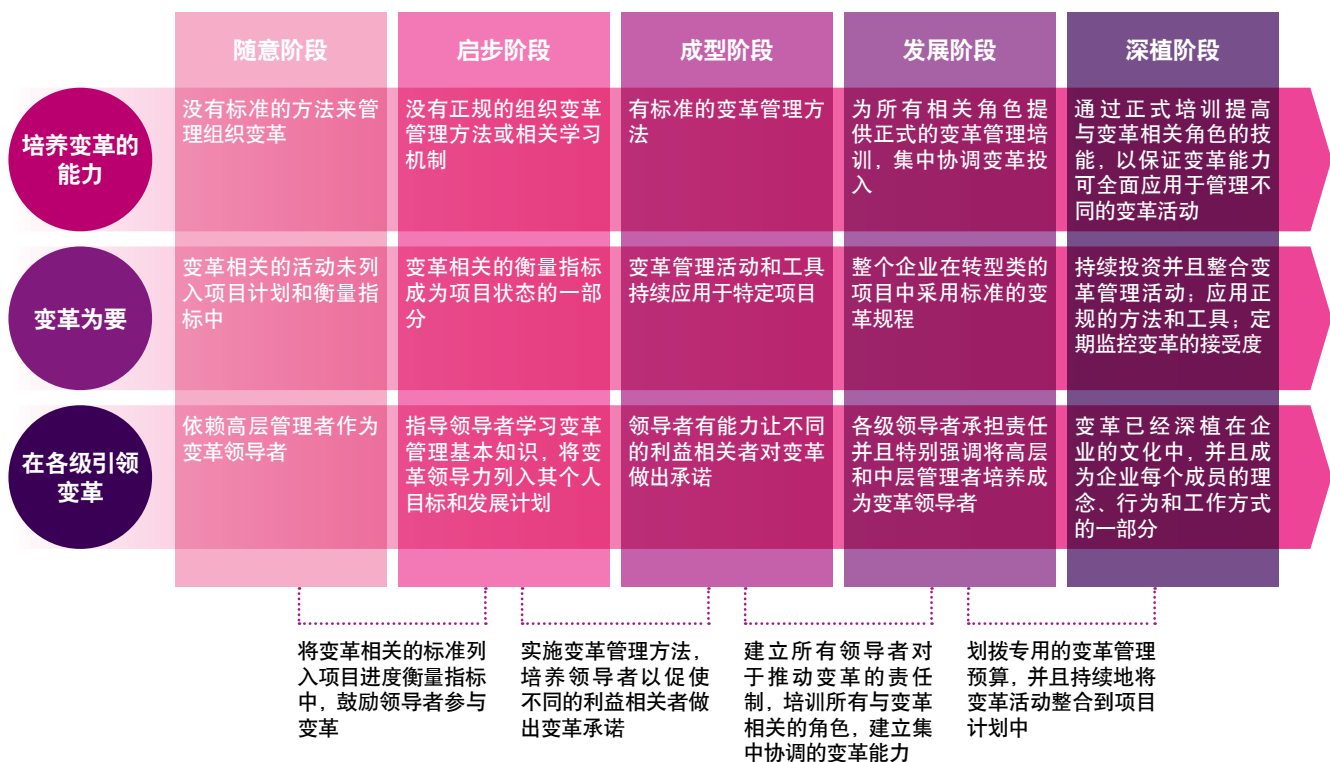 随意阶段
启步阶段
成型阶段
发展阶段
深植阶段
培养变革的
能力
没有标准的方法来管
理组织变革
没有正规的组织变革
管理方法或相关学习
机制
有标准的变革管理方
法
为所有相关角色提
供正式的变革管理培
训，集中协调变革投
入
通过正式培训提高
与变革相关角色的技
能，以保证变革能力
可全面应用于管理不
同的变革活动
变革为要
变革相关的活动未列
入项目计划和衡量指
标中
变革相关的衡量指标
成为项目状态的一部
分
变革管理活动和工具
持续应用于特定项目
整个企业在转型类的
项目中采用标准的变
革规程
持续投资并且整合变
革管理活动；应用正
规的方法和工具；定
期监控变革的接受度
在各级引领
变革
依赖高层管理者作为
变革领导者
指导领导者学习变革
管理基本知识，将变
革领导力列入其个人
目标和发展计划
领导者有能力让不同
的利益相关者对变革
做出承诺
各级领导者承担责任
并且特别强调将高层
和中层管理者培养成
为变革领导者
变革已经深植在企
业的文化中，并且成
为企业每个成员的理
念、行为和工作方式
的一部分
将变革相关的标准列
入项目进度衡量指标
中，鼓励领导者参与
变革
实施变革管理方法，
培养领导者以促使
不同的利益相关者做
出变革承诺
建立所有领导者对
于推动变革的责任
制，培训所有与变革
相关的角色，建立集
中协调的变革能力
划拨专用的变革管理
预算，并且持续地将
变革活动整合到项目
计划中